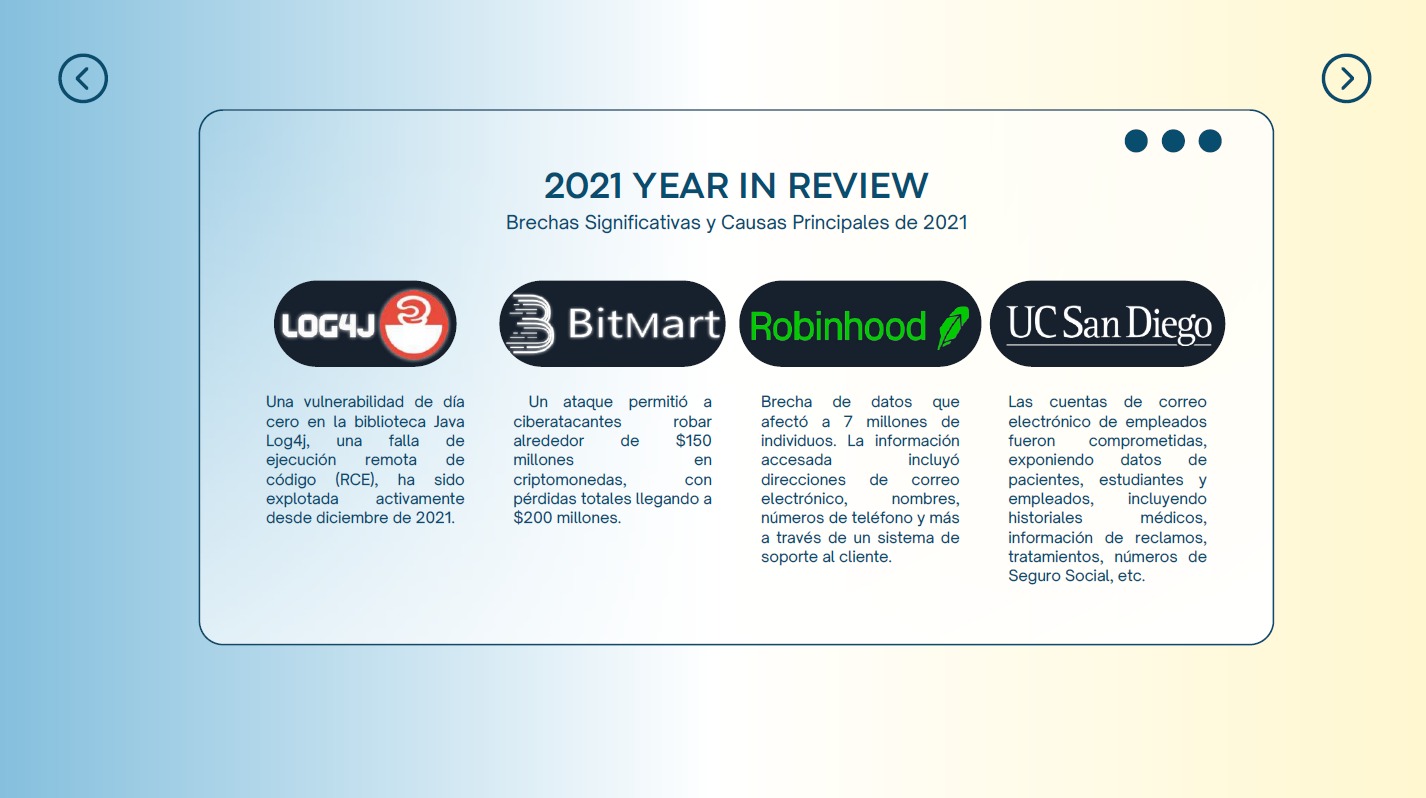 2021 YEAR IN REVIEW
Brechas Significativas y Causas Principales de 2021
LOG4J
BitMart
Robinhood
UC San Diego
Una vulnerabilidad de día
cero en la biblioteca Java
Log4j, una falla de
ejecución remota de
código (RCE), ha sido
explotada activamente
desde diciembre de 2021.
Un ataque permitió a
ciberatacantes robar
alrededor de $150
millones en
criptomonedas, con
pérdidas totales llegando a
$200 millones.
Brecha de datos que
afectó a 7 millones de
individuos. La información
accesada incluyó
direcciones de correo
electrónico, nombres,
números de teléfono y más
a través de un sistema de
soporte al cliente.
Las cuentas de correo
electrónico de empleados
fueron comprometidas,
exponiendo datos de
pacientes, estudiantes y
empleados, incluyendo
historiales médicos,
información de reclamos,
tratamientos, números de
Seguro Social, etc.